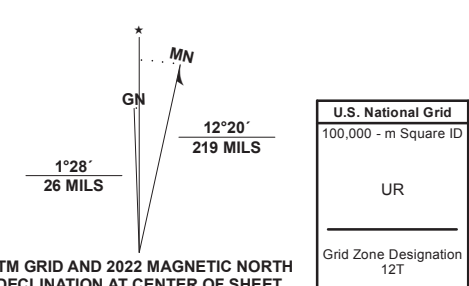 ★
MN
GN
12°20´
219 MILS
1°28´
26 MILS
TM GRID AND 2022 MAGNETIC NORTH
DECLINATION AT CENTER OF SHEET
U.S. National Grid
100,000 - m Square ID
UR
Grid Zone Designation
12T